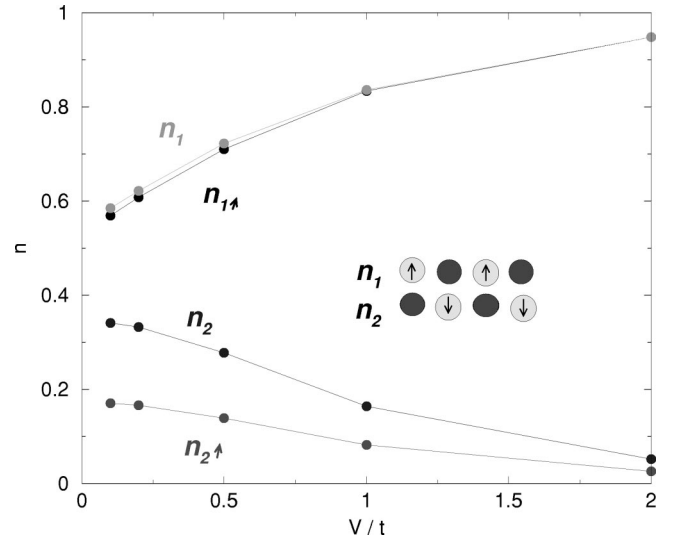 1
0.8
0.6
0.4
0.2
0
n
n1
n1↑
n2
n2↑
n1 ↑ ↑
n2 ↓ ↓
0 0.5 1 1.5 2
V / t